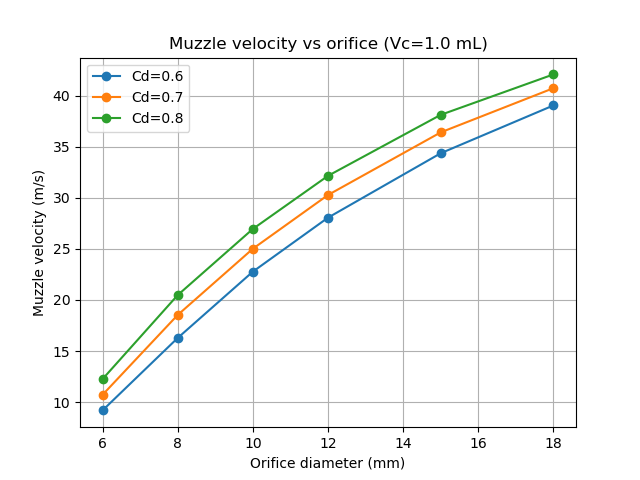 Muzzle velocity vs orifice (Vc=1.0 mL)
Cd=0.6
Cd=0.7
Cd=0.8
Muzzle velocity (m/s)
40
35
30
25
20
15
10
6 8 10 12 14 16 18
Orifice diameter (mm)